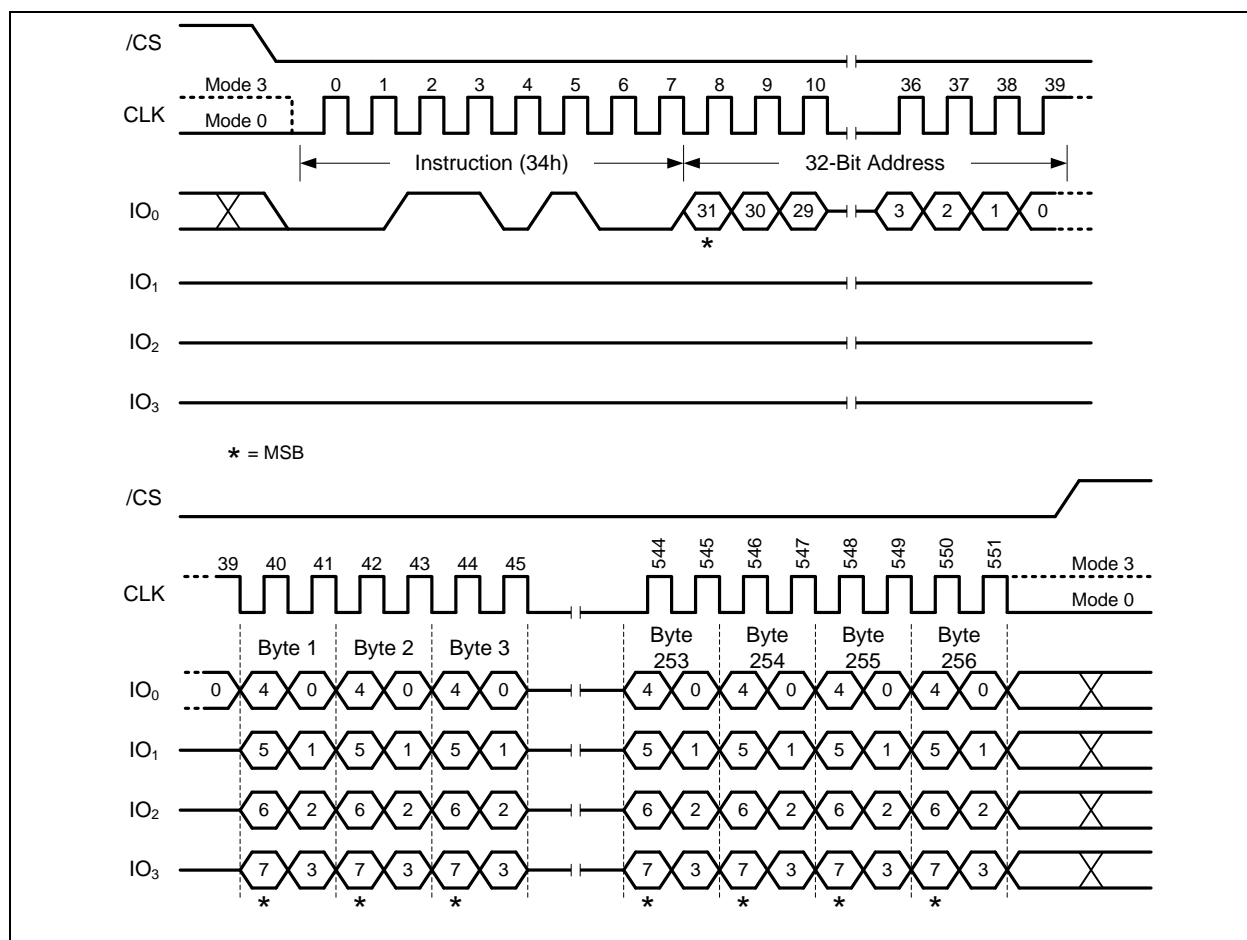 /CS
Mode 3 0 1 2 3 4 5 6 7 8 9 10 36 37 38 39
CLK
Mode 0
Instruction (34h) 32-Bit Address
IO₀ 31 30 29 3 2 1 0
*
IO₁
IO₂
IO₃
* = MSB
/CS
39 40 41 42 43 44 45 544 545 546 547 548 549 550 551 Mode 3
CLK
Mode 0
Byte 1 Byte 2 Byte 3 Byte 253 Byte 254 Byte 255 Byte 256
IO₀ 0 4 0 4 0 4 0 4 0 4 0 4 0 4 0
IO₁ 5 1 5 1 5 1 5 1 5 1 5 1 5 1
IO₂ 6 2 6 2 6 2 6 2 6 2 6 2 6 2
IO₃ 7 3 7 3 7 3 7 3 7 3 7 3 7 3
* * * * * * *